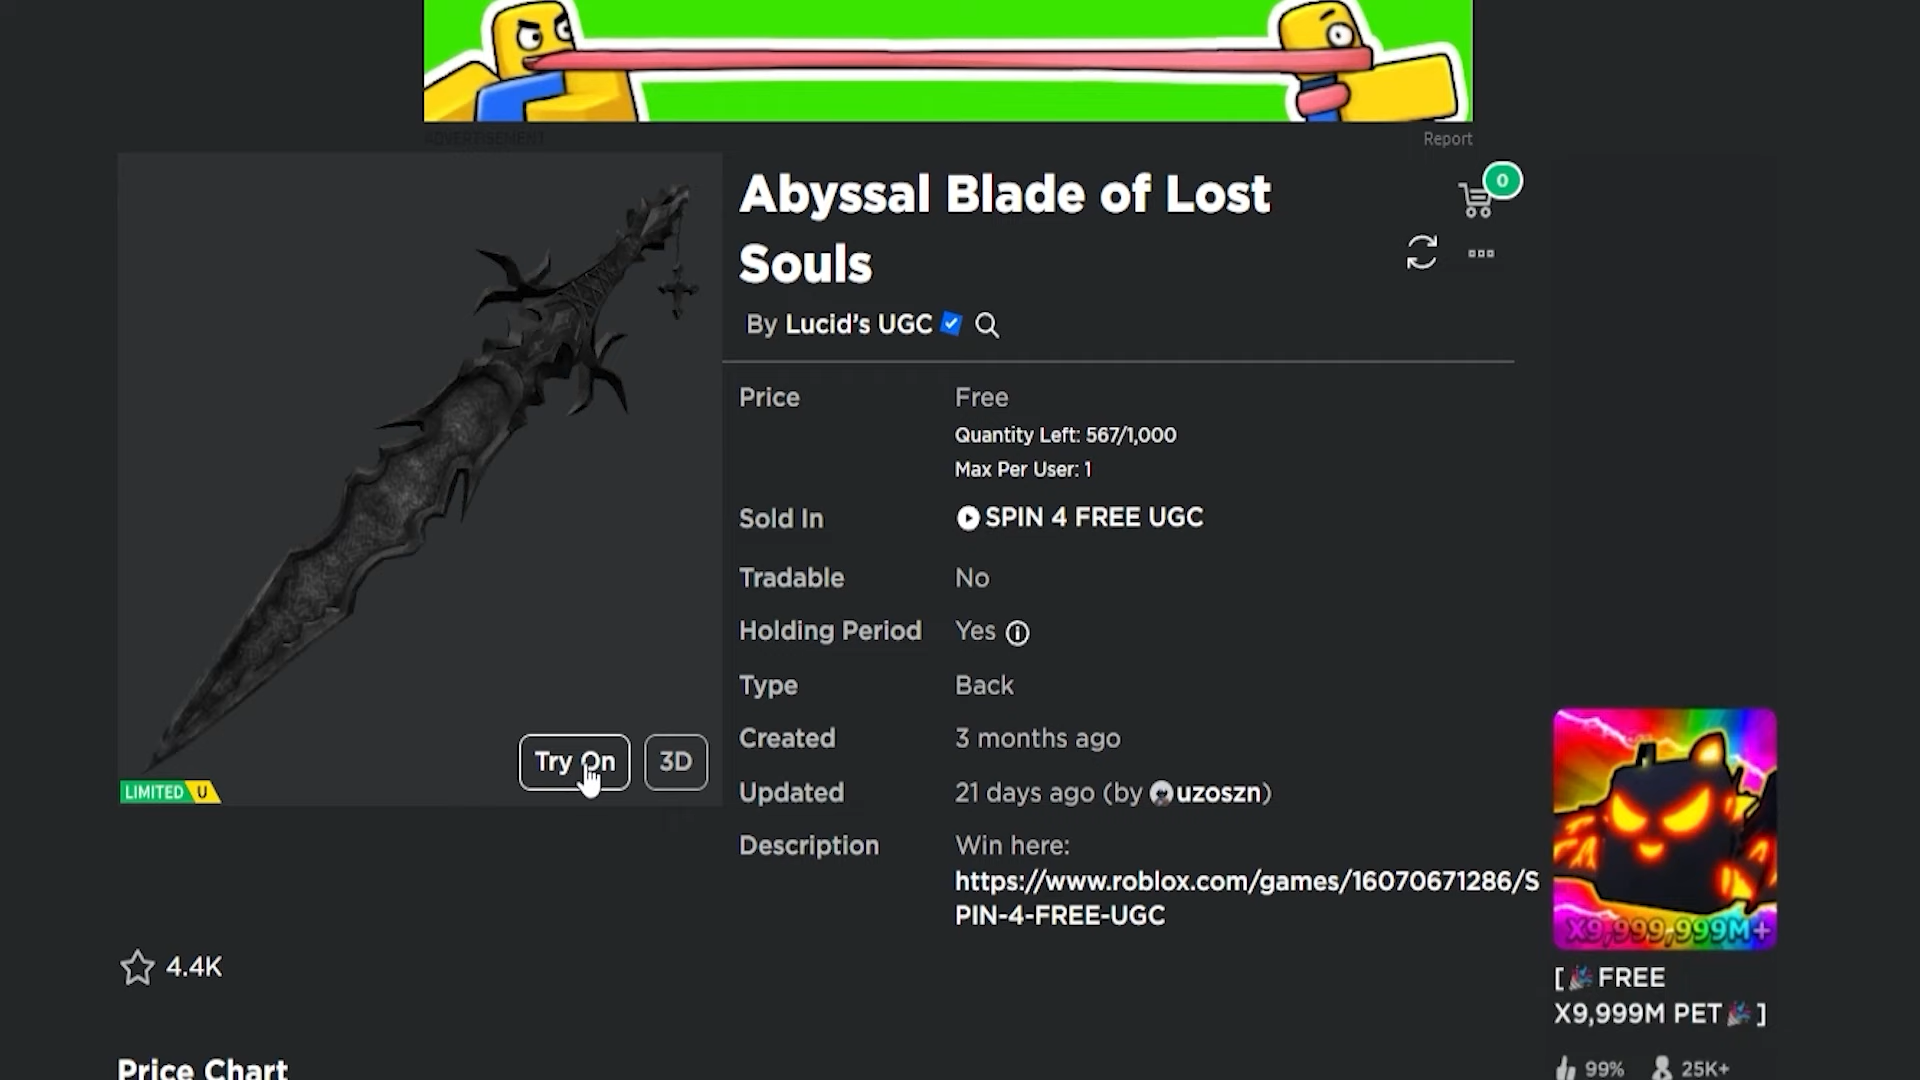 ADVERTISEMENT
Report
Abyssal Blade of Lost
Souls
0
By Lucid's UGC
Price Free
Quantity Left: 567/1,000
Max Per User: 1
Sold In SPIN 4 FREE UGC
Tradable No
Holding Period Yes
Type Back
Try On 3D
Created 3 months ago
LIMITED U
Updated 21 days ago (by uzoszn)
Description Win here:
https://www.roblox.com/games/16070671286/S
PIN-4-FREE-UGC
X9,999,999M+
4.4K
[🎉FREE
X9,999M PET🎉]
Price Chart
99% 25K+